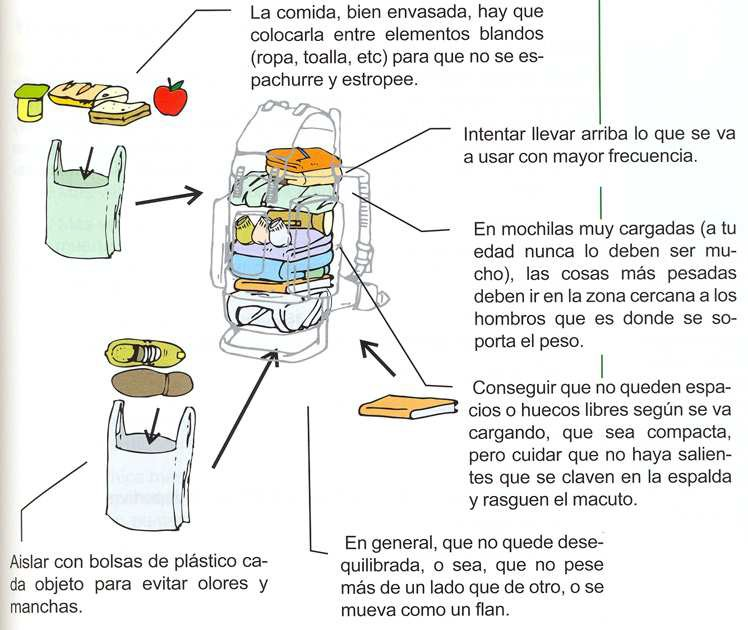 La comida, bien envasada, hay que
colocarla entre elementos blandos
(ropa, toalla, etc) para que no se es-
pachurre y estropee.
Intentar llevar arriba lo que se va
a usar con mayor frecuencia.
En mochilas muy cargadas (a tu
edad nunca lo deben ser mu-
cho), las cosas más pesadas
deben ir en la zona cercana a los
hombros que es donde se so-
porta el peso.
Conseguir que no queden espa-
cios o huecos libres según se va
cargando, que sea compacta,
pero cuidar que no haya salien-
tes que se claven en la espalda
y rasguen el macuto.
En general, que no quede dese-
quilibrada, o sea, que no pese
más de un lado que de otro, o se
mueva como un flan.
Aislar con bolsas de plástico ca-
da objeto para evitar olores y
manchas.